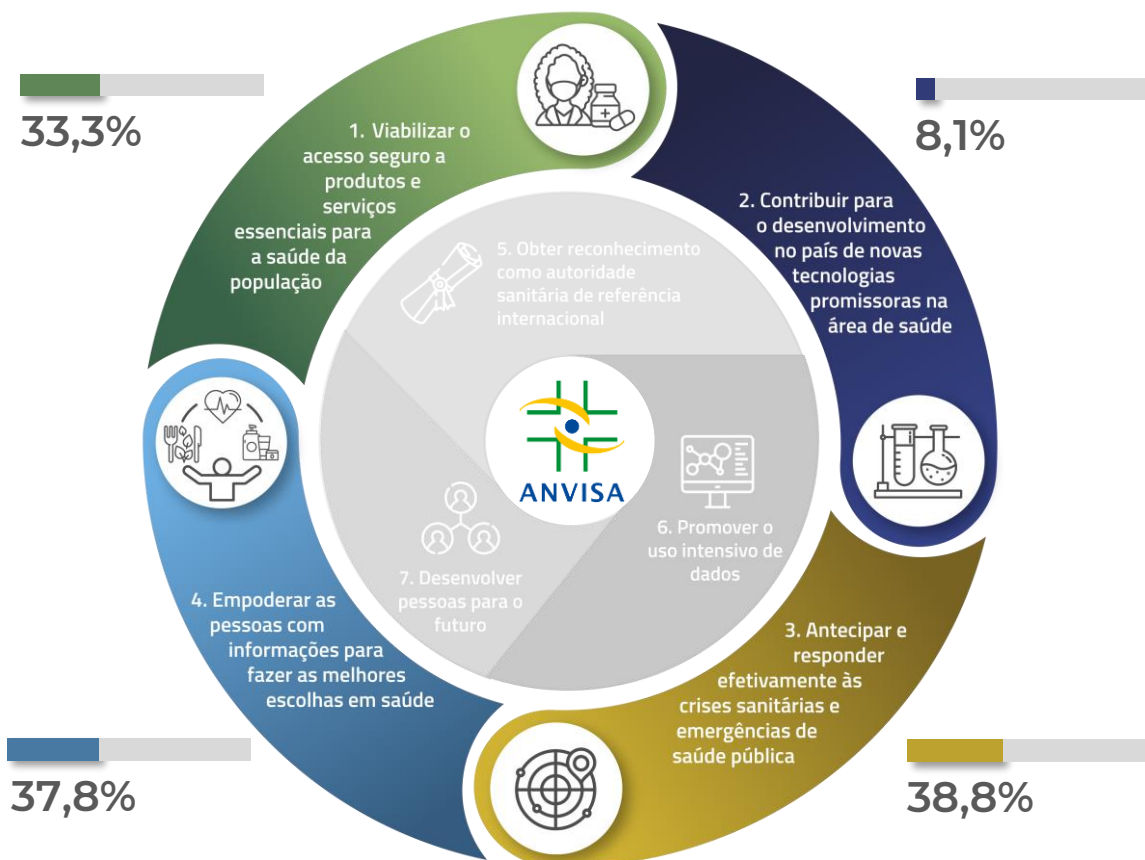 33,3%
1. Viabilizar o
acesso seguro a
produtos e
serviços
essenciais para
a saúde da
população
8,1%
2. Contribuir para
o desenvolvimento
no país de novas
tecnologias
promissoras na
área de saúde
5. Obter reconhecimento
como autoridade
sanitária de referência
internacional
ANVISA
6. Promover o
uso intensivo de
dados
7. Desenvolver
pessoas para o
futuro
4. Empoderar as
pessoas com
informações para
fazer as melhores
escolhas em saúde
3. Antecipar e
responder
efetivamente às
crises sanitárias e
emergências de
saúde pública
37,8%
38,8%